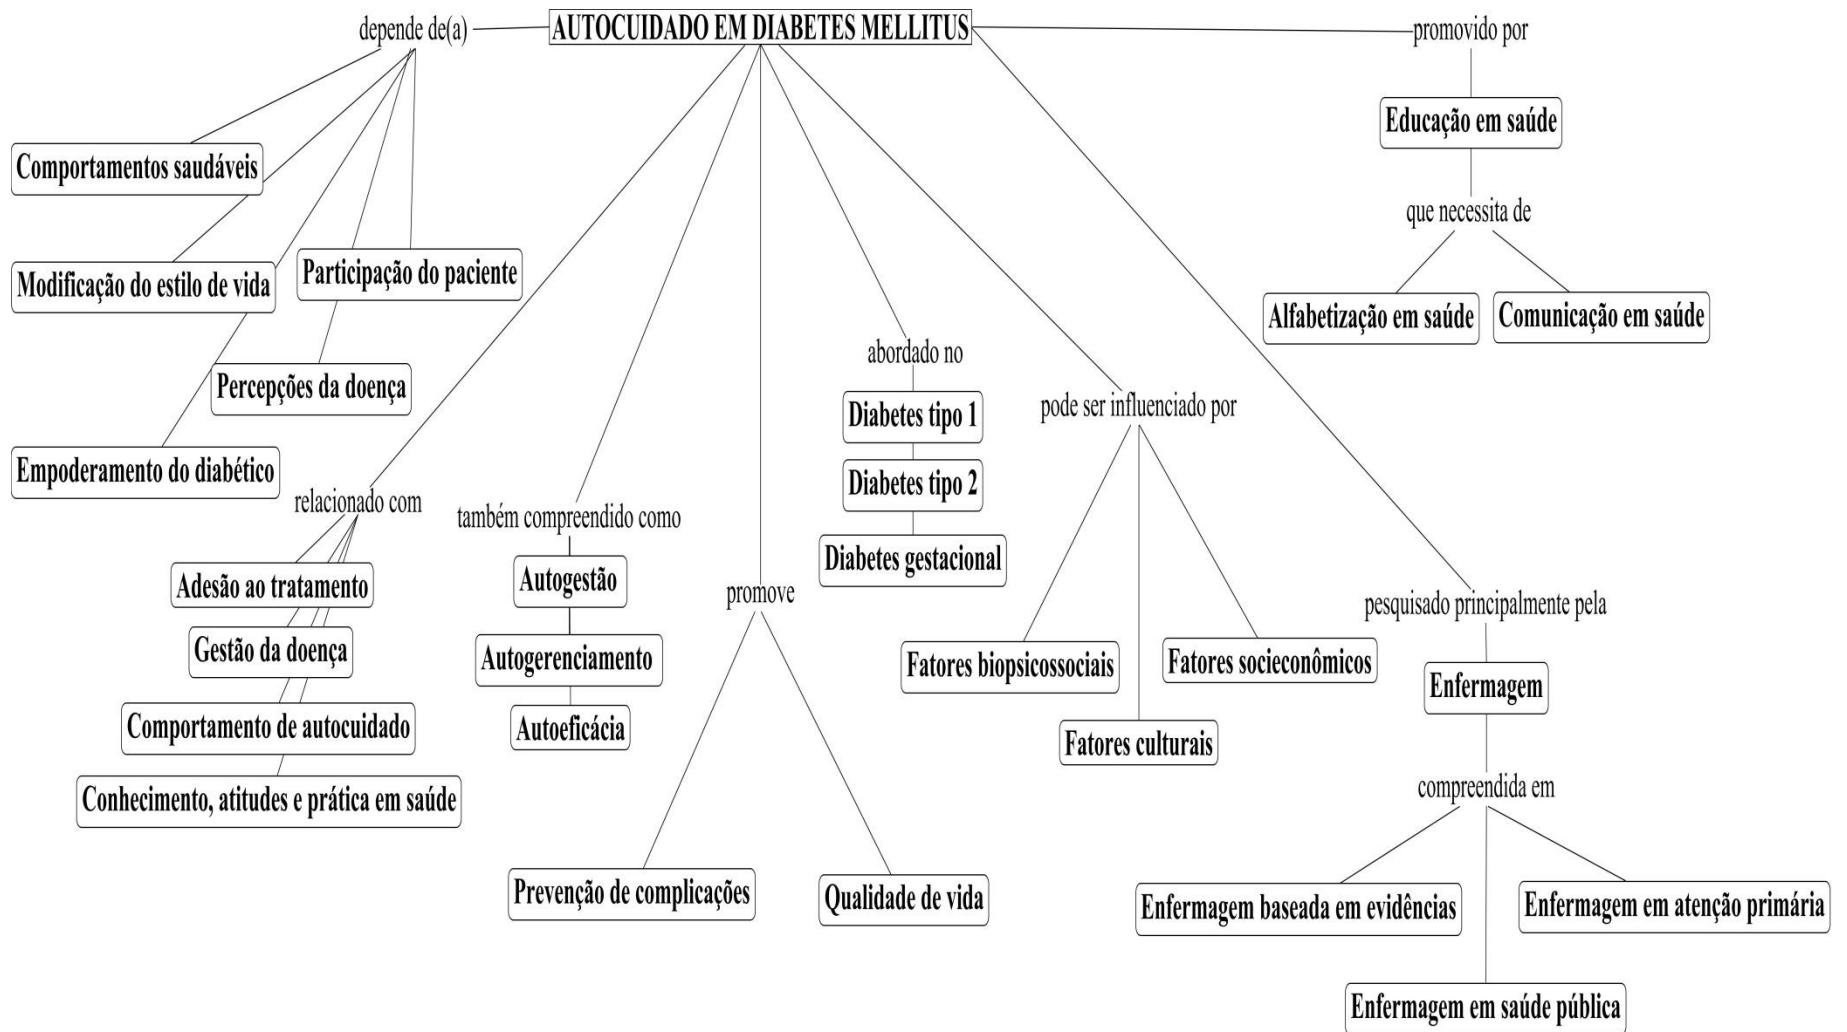 depende de(a)
AUTOCUIDADO EM DIABETES MELLITUS
promovido por
Educação em saúde
Comportamentos saudáveis
que necessita de
Modificação do estilo de vida
Participação do paciente
Alfabetização em saúde
Comunicação em saúde
Percepções da doença
abordado no
Diabetes tipo 1
pode ser influenciado por
Empoderamento do diabético
Diabetes tipo 2
relacionado com
também compreendido como
Diabetes gestacional
Adesão ao tratamento
Autogestão
promove
pesquisado principalmente pela
Gestão da doença
Autogerenciamento
Fatores biopsicossociais
Fatores socieconômicos
Enfermagem
Comportamento de autocuidado
Autoeficácia
Fatores culturais
Conhecimento, atitudes e prática em saúde
compreendida em
Prevenção de complicações
Qualidade de vida
Enfermagem baseada em evidências
Enfermagem em atenção primária
Enfermagem em saúde pública